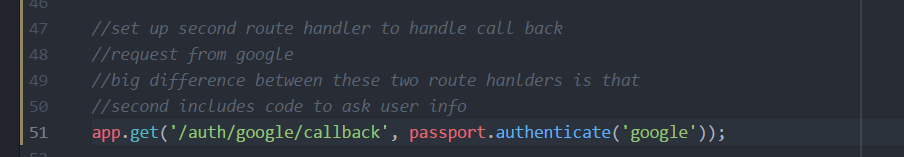 46
47 //set up second route handler to handle call back
48 //request from google
49 //big difference between these two route hanlders is that
50 //second includes code to ask user info
51 app.get('/auth/google/callback', passport.authenticate('google'));
52